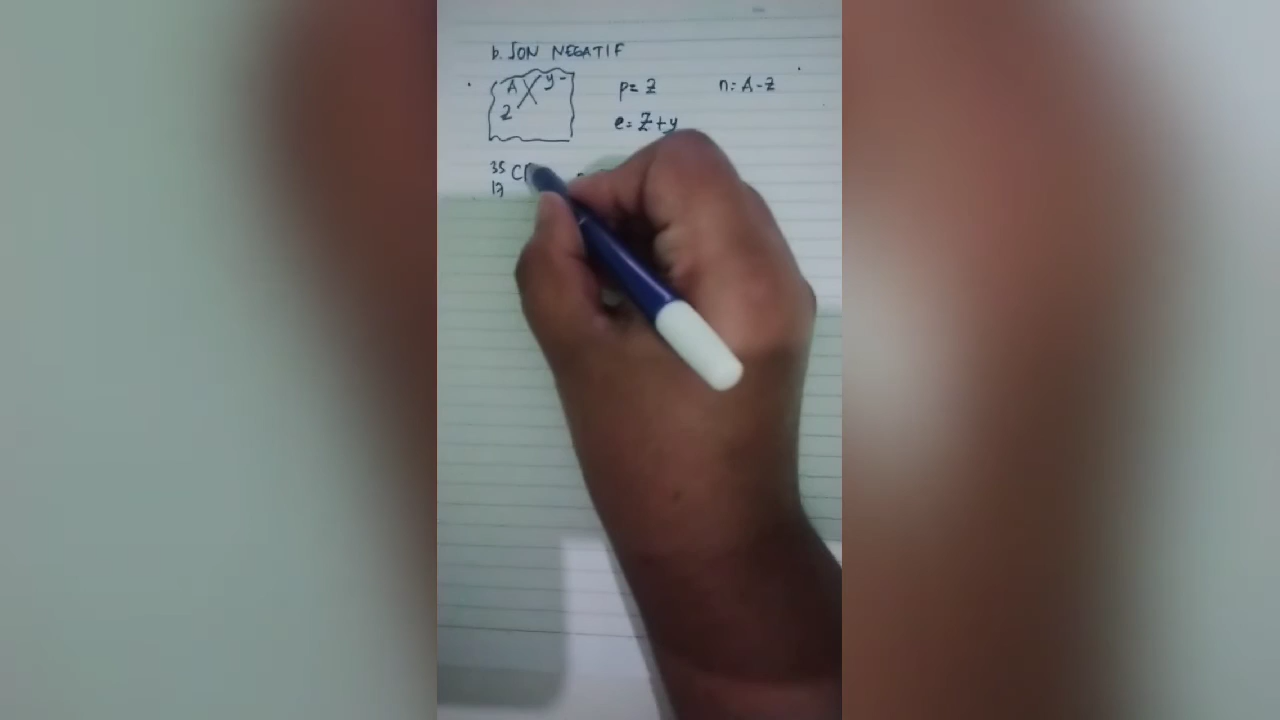 b. ION NEGATIF
A X y-
Z
p= Z n= A-Z
e= Z+y
35 Cl
17